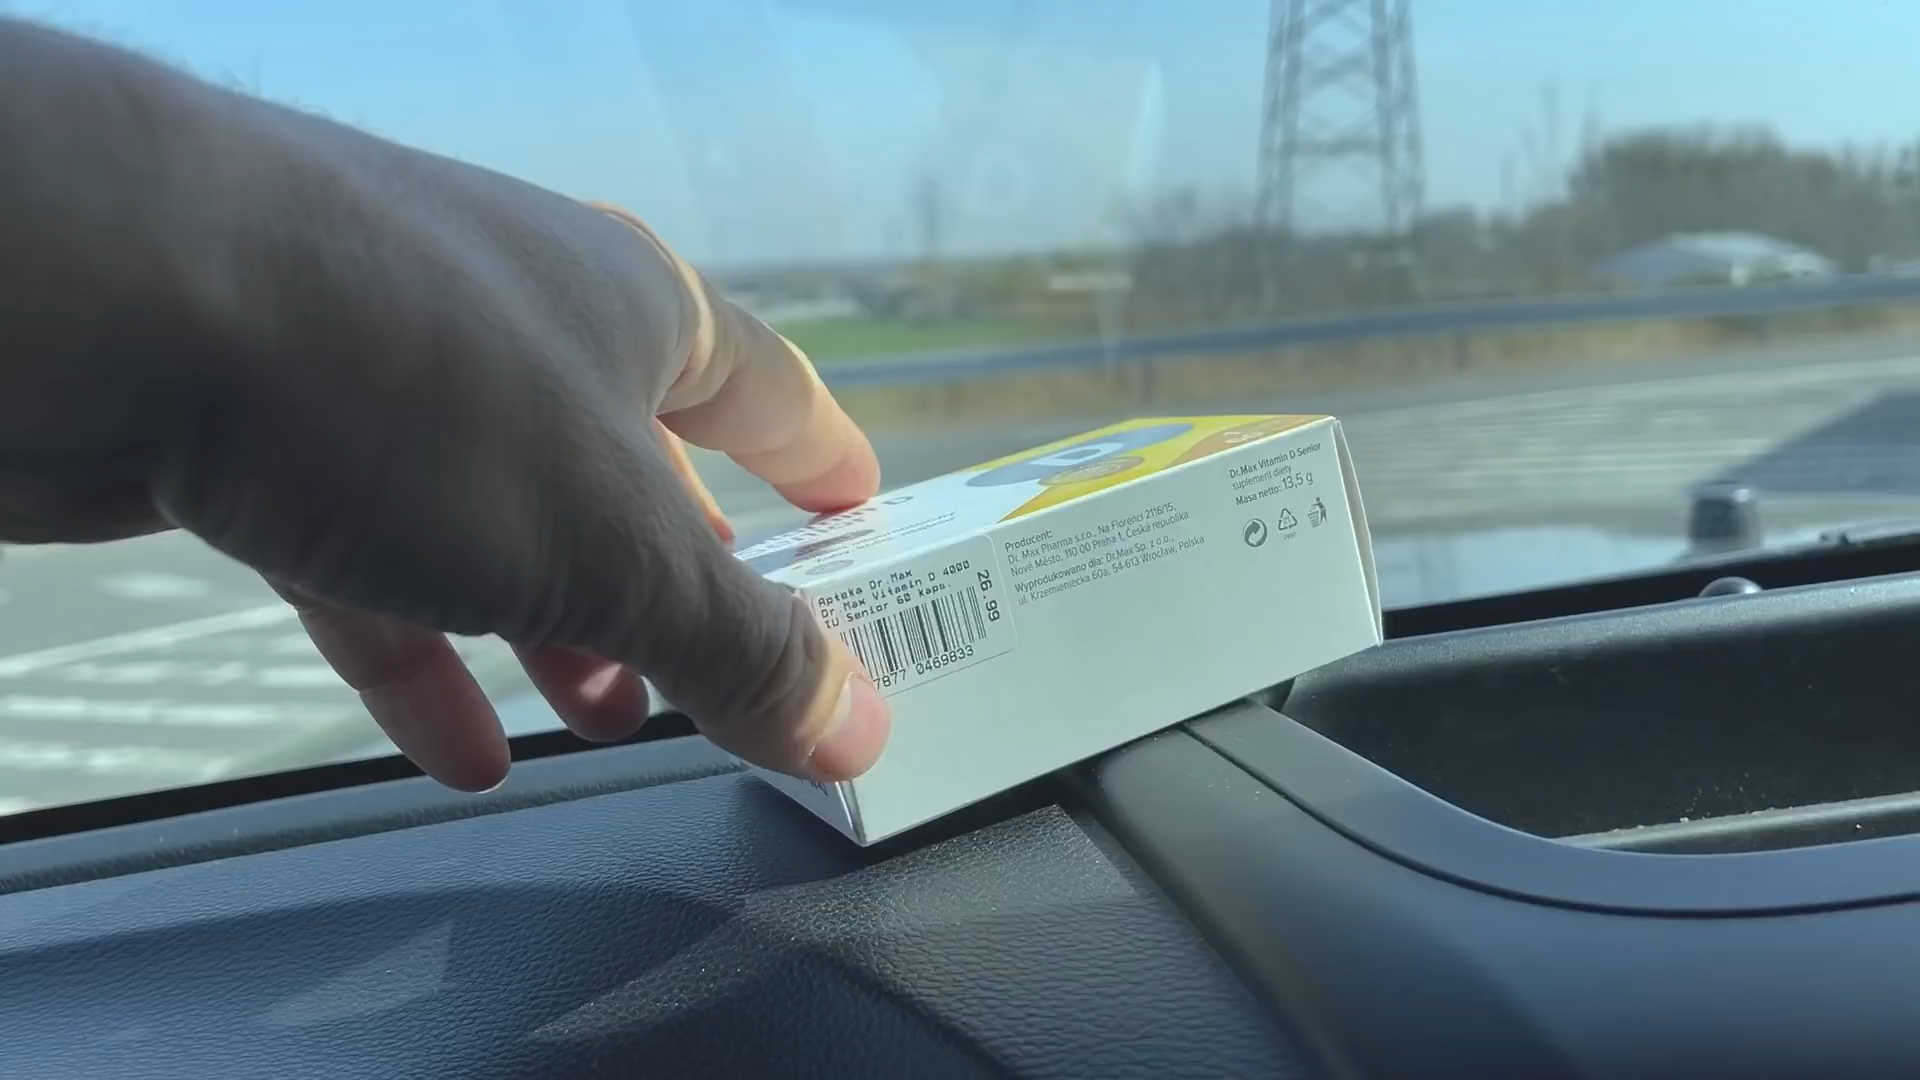 D
Apteka Dr.Max
Dr.Max Vitamin D 4000
IU Senior 60 kaps.
26.99
7877 0469833
Producent:
Dr. Max Pharma s.r.o., Na Florenci 2116/15,
Nové Město, 110 00 Praha 1, Česká republika
Wyprodukowano dla: Dr.Max Sp. z o.o.,
ul. Krzemieniecka 60a, 54-613 Wrocław, Polska
Dr.Max Vitamin D Senior
suplement diety
Masa netto: 13,5 g